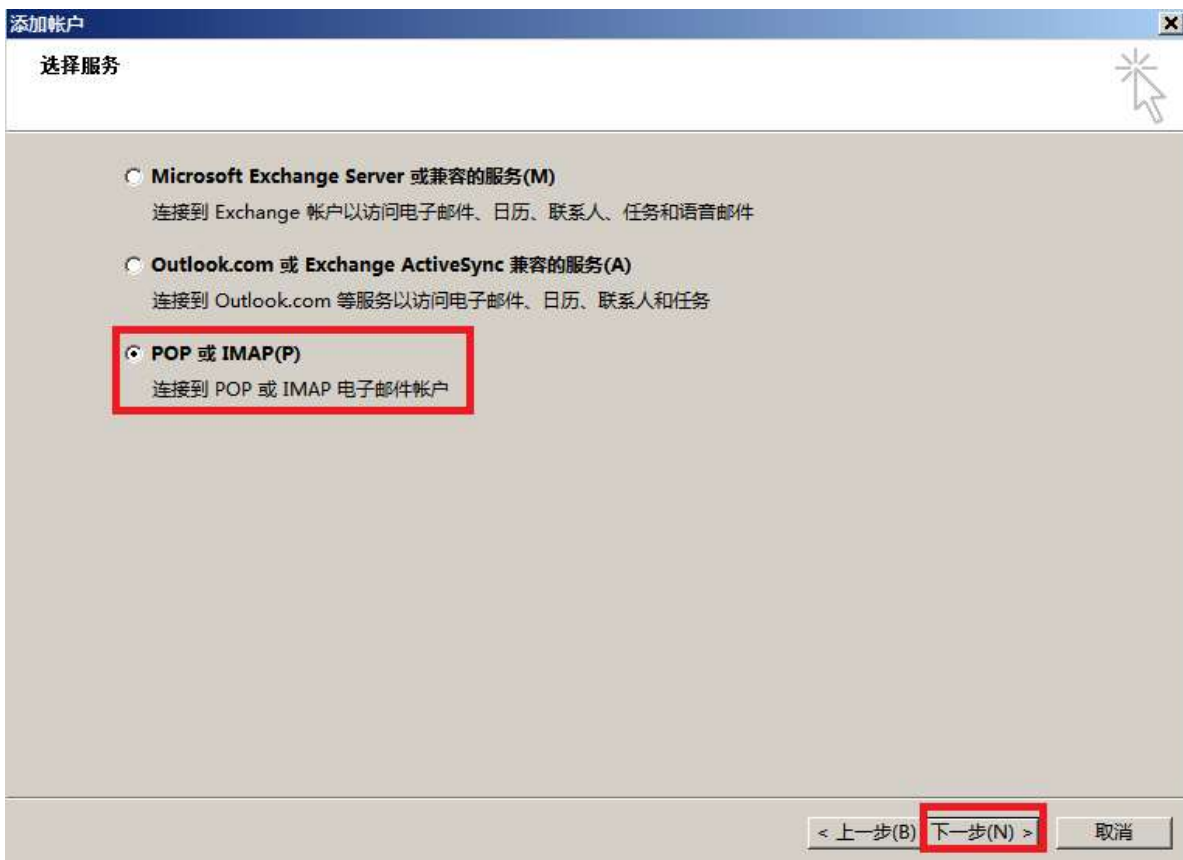 添加帐户
选择服务
Microsoft Exchange Server 或兼容的服务(M)
连接到 Exchange 帐户以访问电子邮件、日历、联系人、任务和语音邮件
Outlook.com 或 Exchange ActiveSync 兼容的服务(A)
连接到 Outlook.com 等服务以访问电子邮件、日历、联系人和任务
POP 或 IMAP(P)
连接到 POP 或 IMAP 电子邮件帐户
< 上一步(B) 下一步(N) > 取消